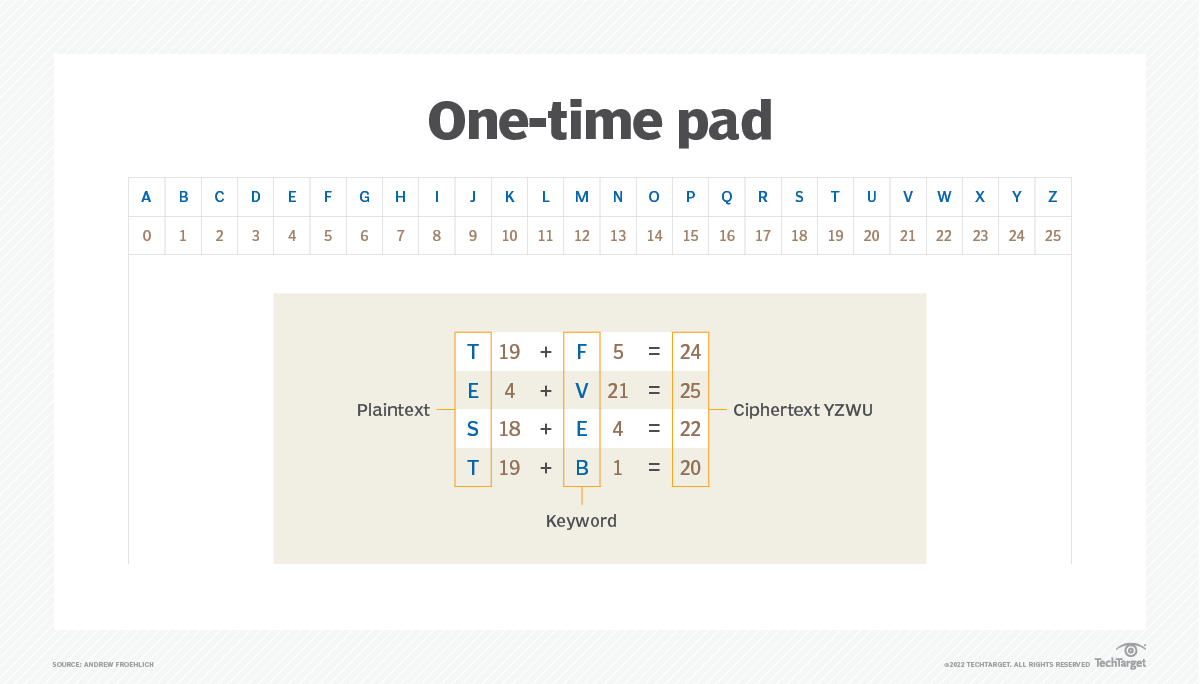 One-time pad
A B C D E F G H I J K L M N O P Q R S T U V W X Y Z
0 1 2 3 4 5 6 7 8 9 10 11 12 13 14 15 16 17 18 19 20 21 22 23 24 25
T 19 + F 5 = 24
E 4 + V 21 = 25
Plaintext
Ciphertext YZWU
S 18 + E 4 = 22
T 19 + B 1 = 20
Keyword
SOURCE: ANDREW FROEHLICH
©2022 TECHTARGET. ALL RIGHTS RESERVED
TechTarget